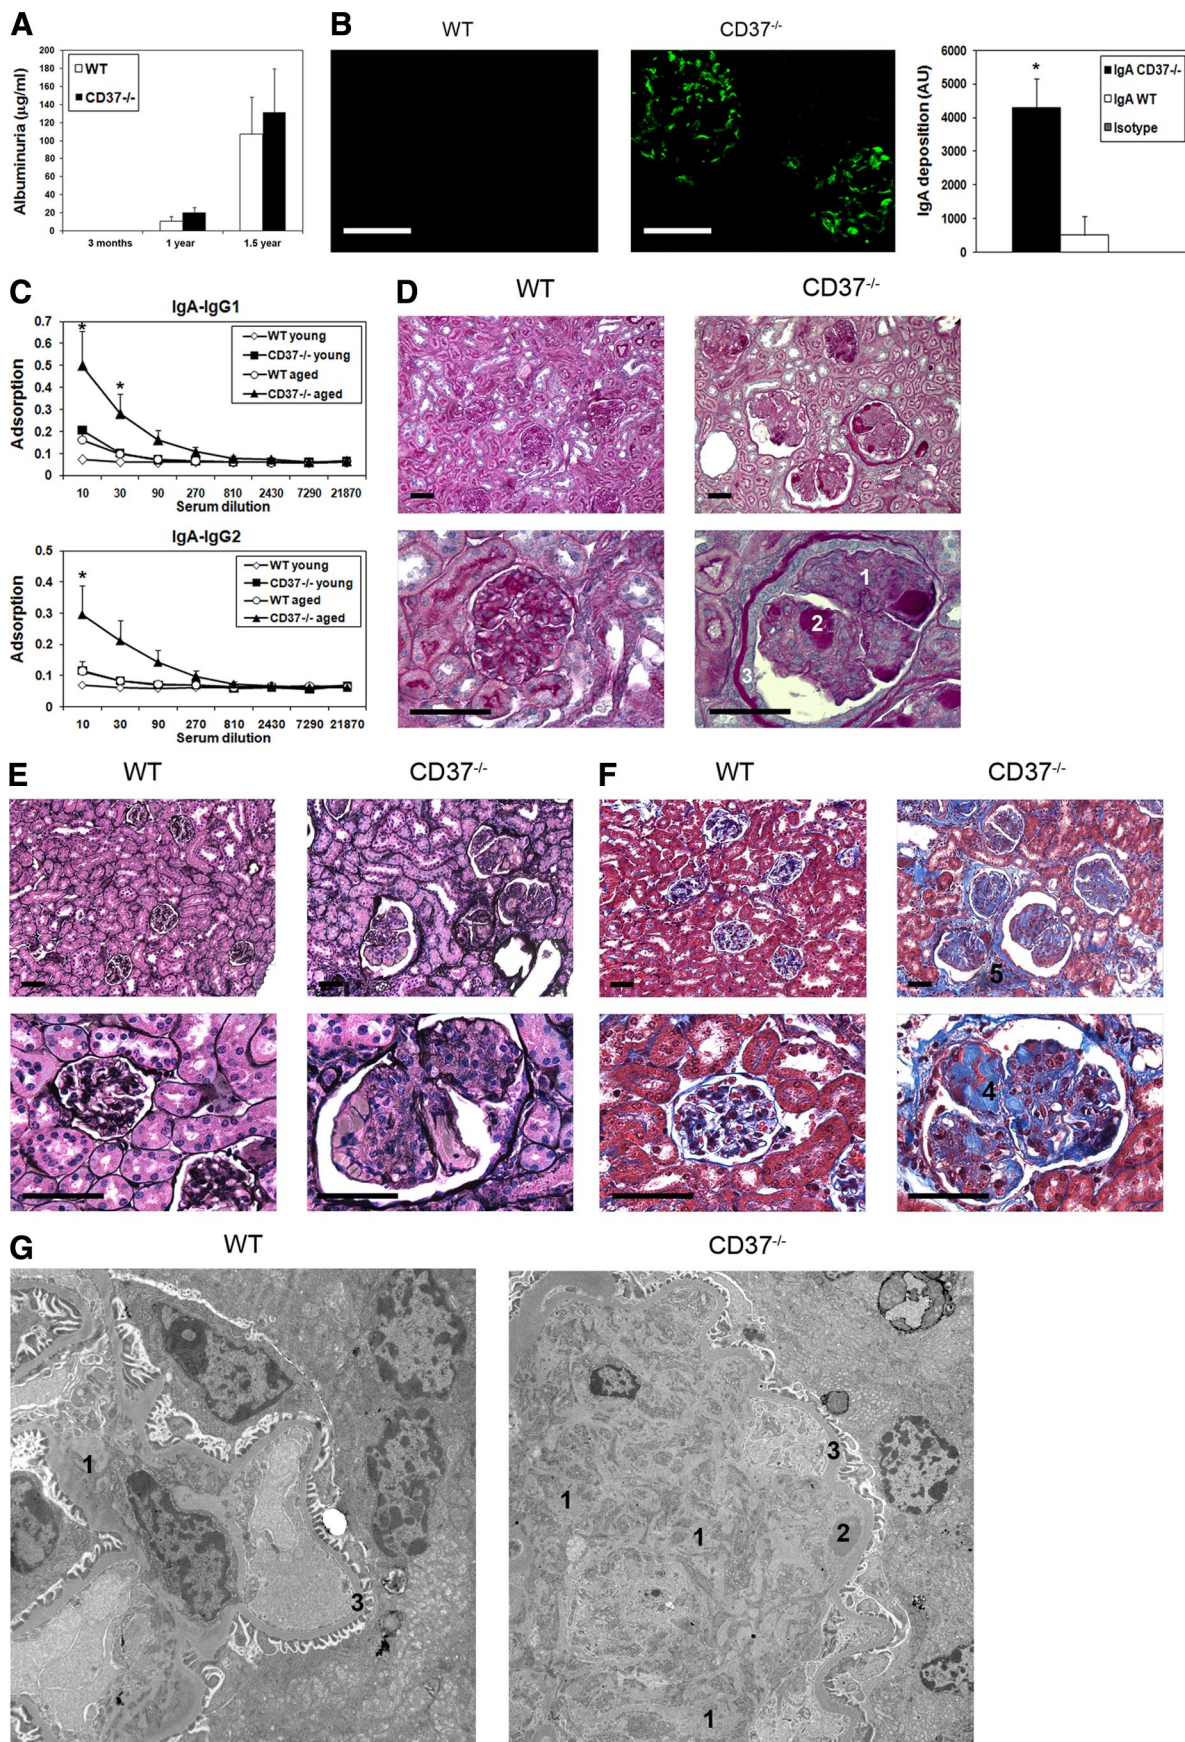 A
200
180
160
140
120
100
80
60
40
20
0
Albuminuria (µg/ml)
WT
CD37-/-
3 months 1 year 1.5 year
B
WT CD37-/-
6000
5000
4000
3000
2000
1000
0
IgA deposition (AU)
*
IgA CD37-/-
IgA WT
Isotype
C
IgA-IgG1
0.7
0.6
0.5
0.4
0.3
0.2
0.1
0
Adsorption
* *
WT young
CD37-/- young
WT aged
CD37-/- aged
10 30 90 270 810 2430 7290 21870
Serum dilution
IgA-IgG2
0.5
0.4
0.3
0.2
0.1
0
Adsorption
*
WT young
CD37-/- young
WT aged
CD37-/- aged
10 30 90 270 810 2430 7290 21870
Serum dilution
D
WT CD37-/-
1
2
3
E
WT CD37-/-
F
WT CD37-/-
5
4
G
WT CD37-/-
1
3
3
1
1
2
1